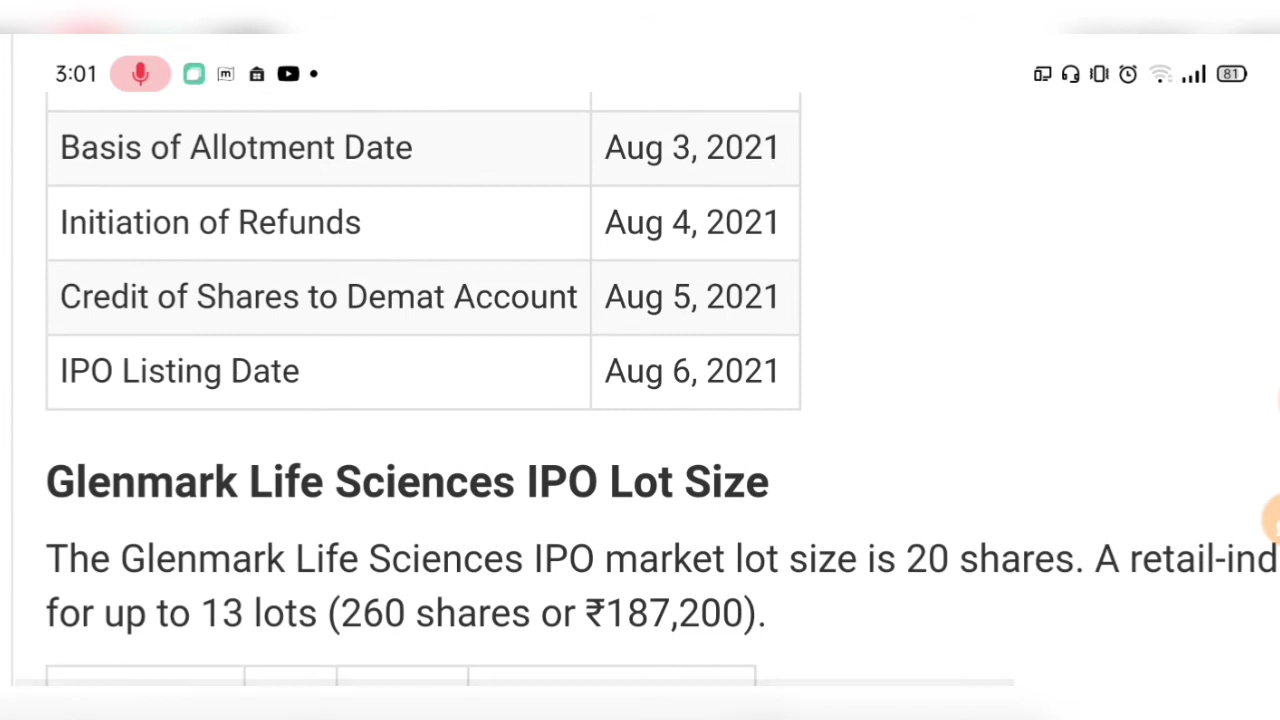 3:01 81
Basis of Allotment Date Aug 3, 2021
Initiation of Refunds Aug 4, 2021
Credit of Shares to Demat Account Aug 5, 2021
IPO Listing Date Aug 6, 2021
Glenmark Life Sciences IPO Lot Size
The Glenmark Life Sciences IPO market lot size is 20 shares. A retail-ind
for up to 13 lots (260 shares or ₹187,200).